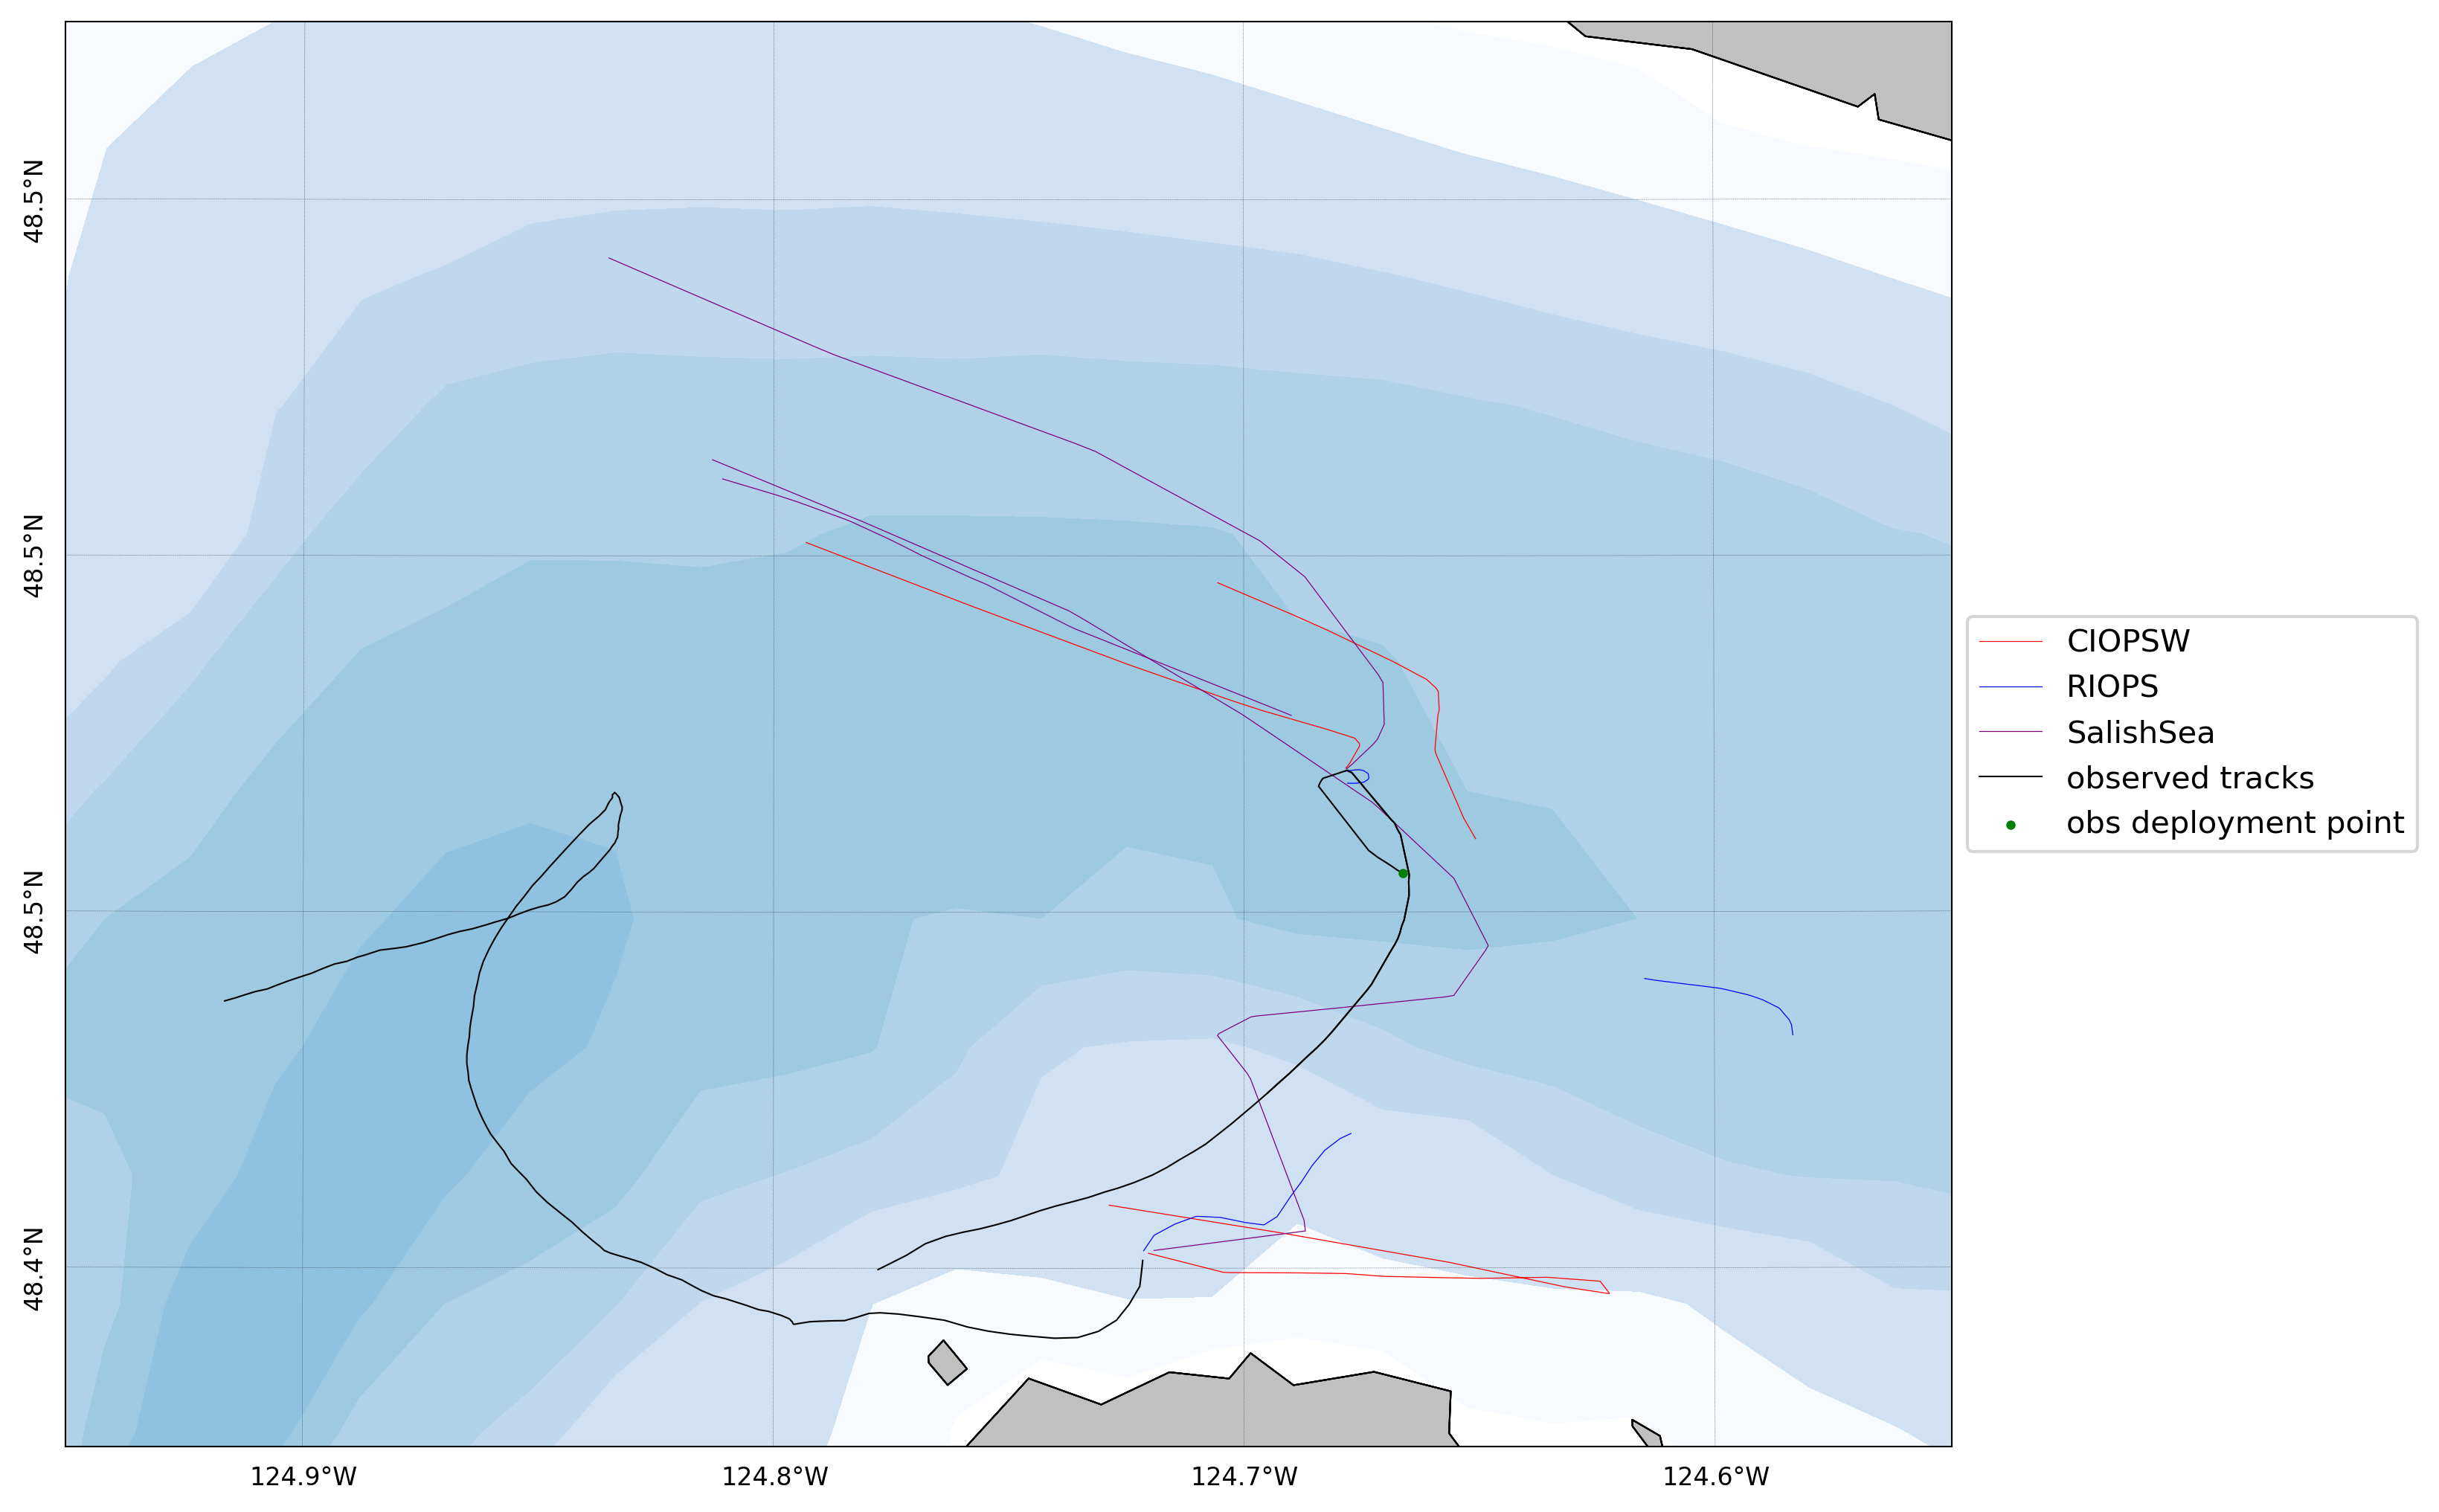 48.5°N
48.5°N
48.5°N
48.4°N
124.9°W
124.8°W
124.7°W
124.6°W
CIOPSW
RIOPS
SalishSea
observed tracks
obs deployment point